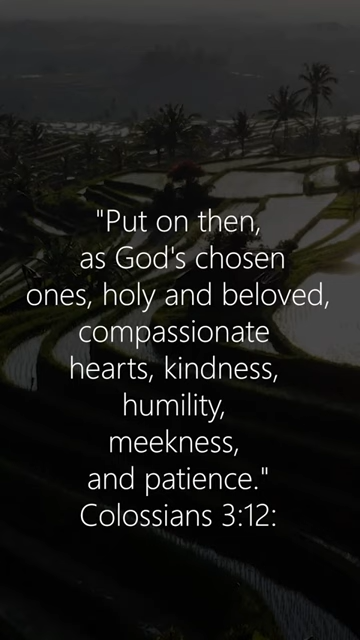 "Put on then,
as God's chosen
ones, holy and beloved,
compassionate
hearts, kindness,
humility,
meekness,
and patience."
Colossians 3:12: